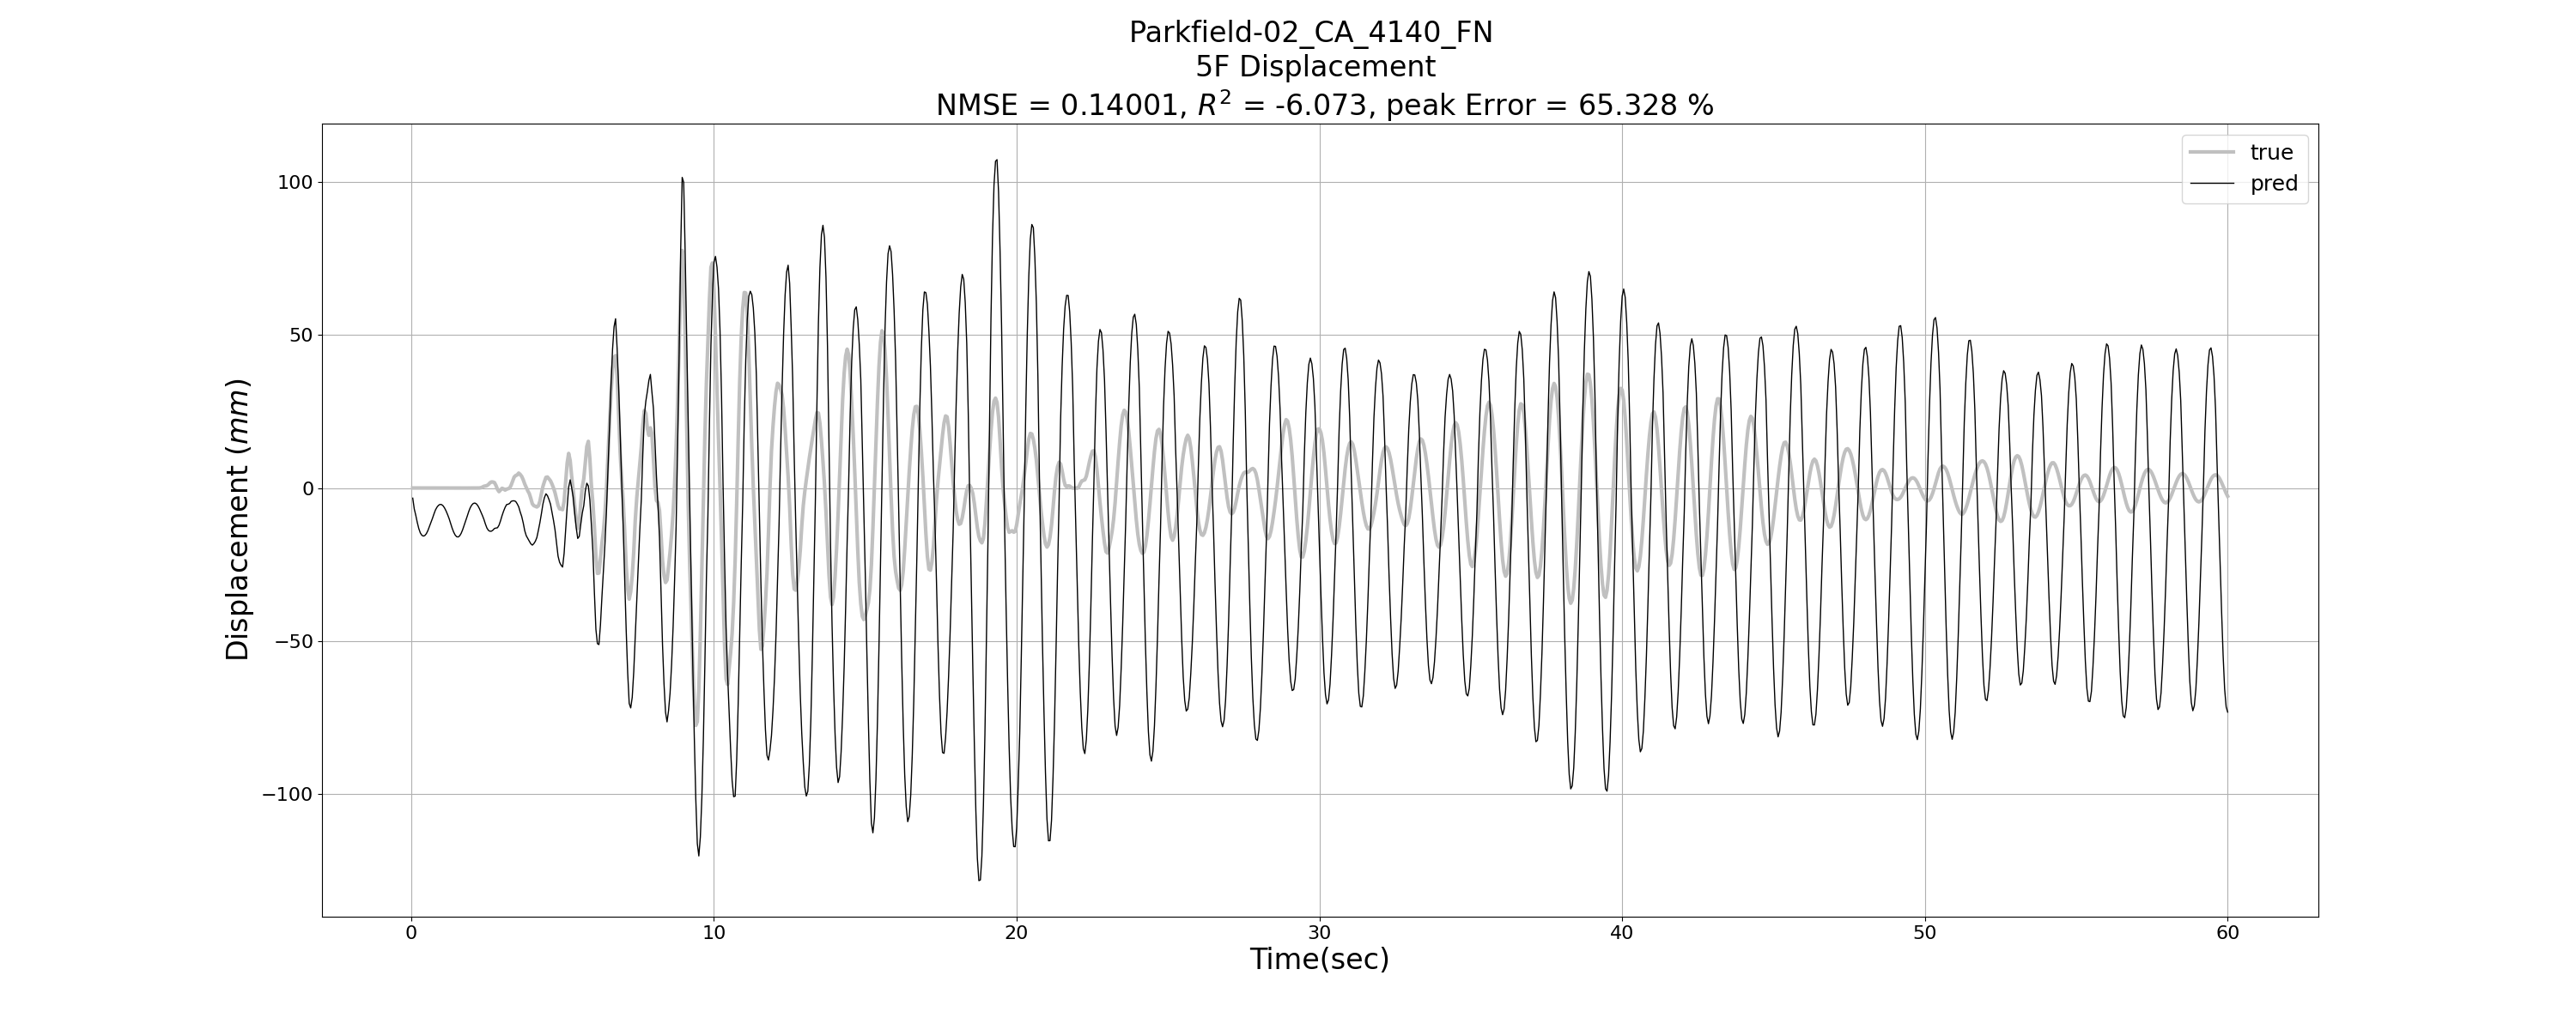 Parkfield-02_CA_4140_FN
5F Displacement
NMSE = 0.14001, R² = -6.073, peak Error = 65.328 %
true
pred
100
50
0
−50
−100
Displacement (mm)
0 10 20 30 40 50 60
Time(sec)